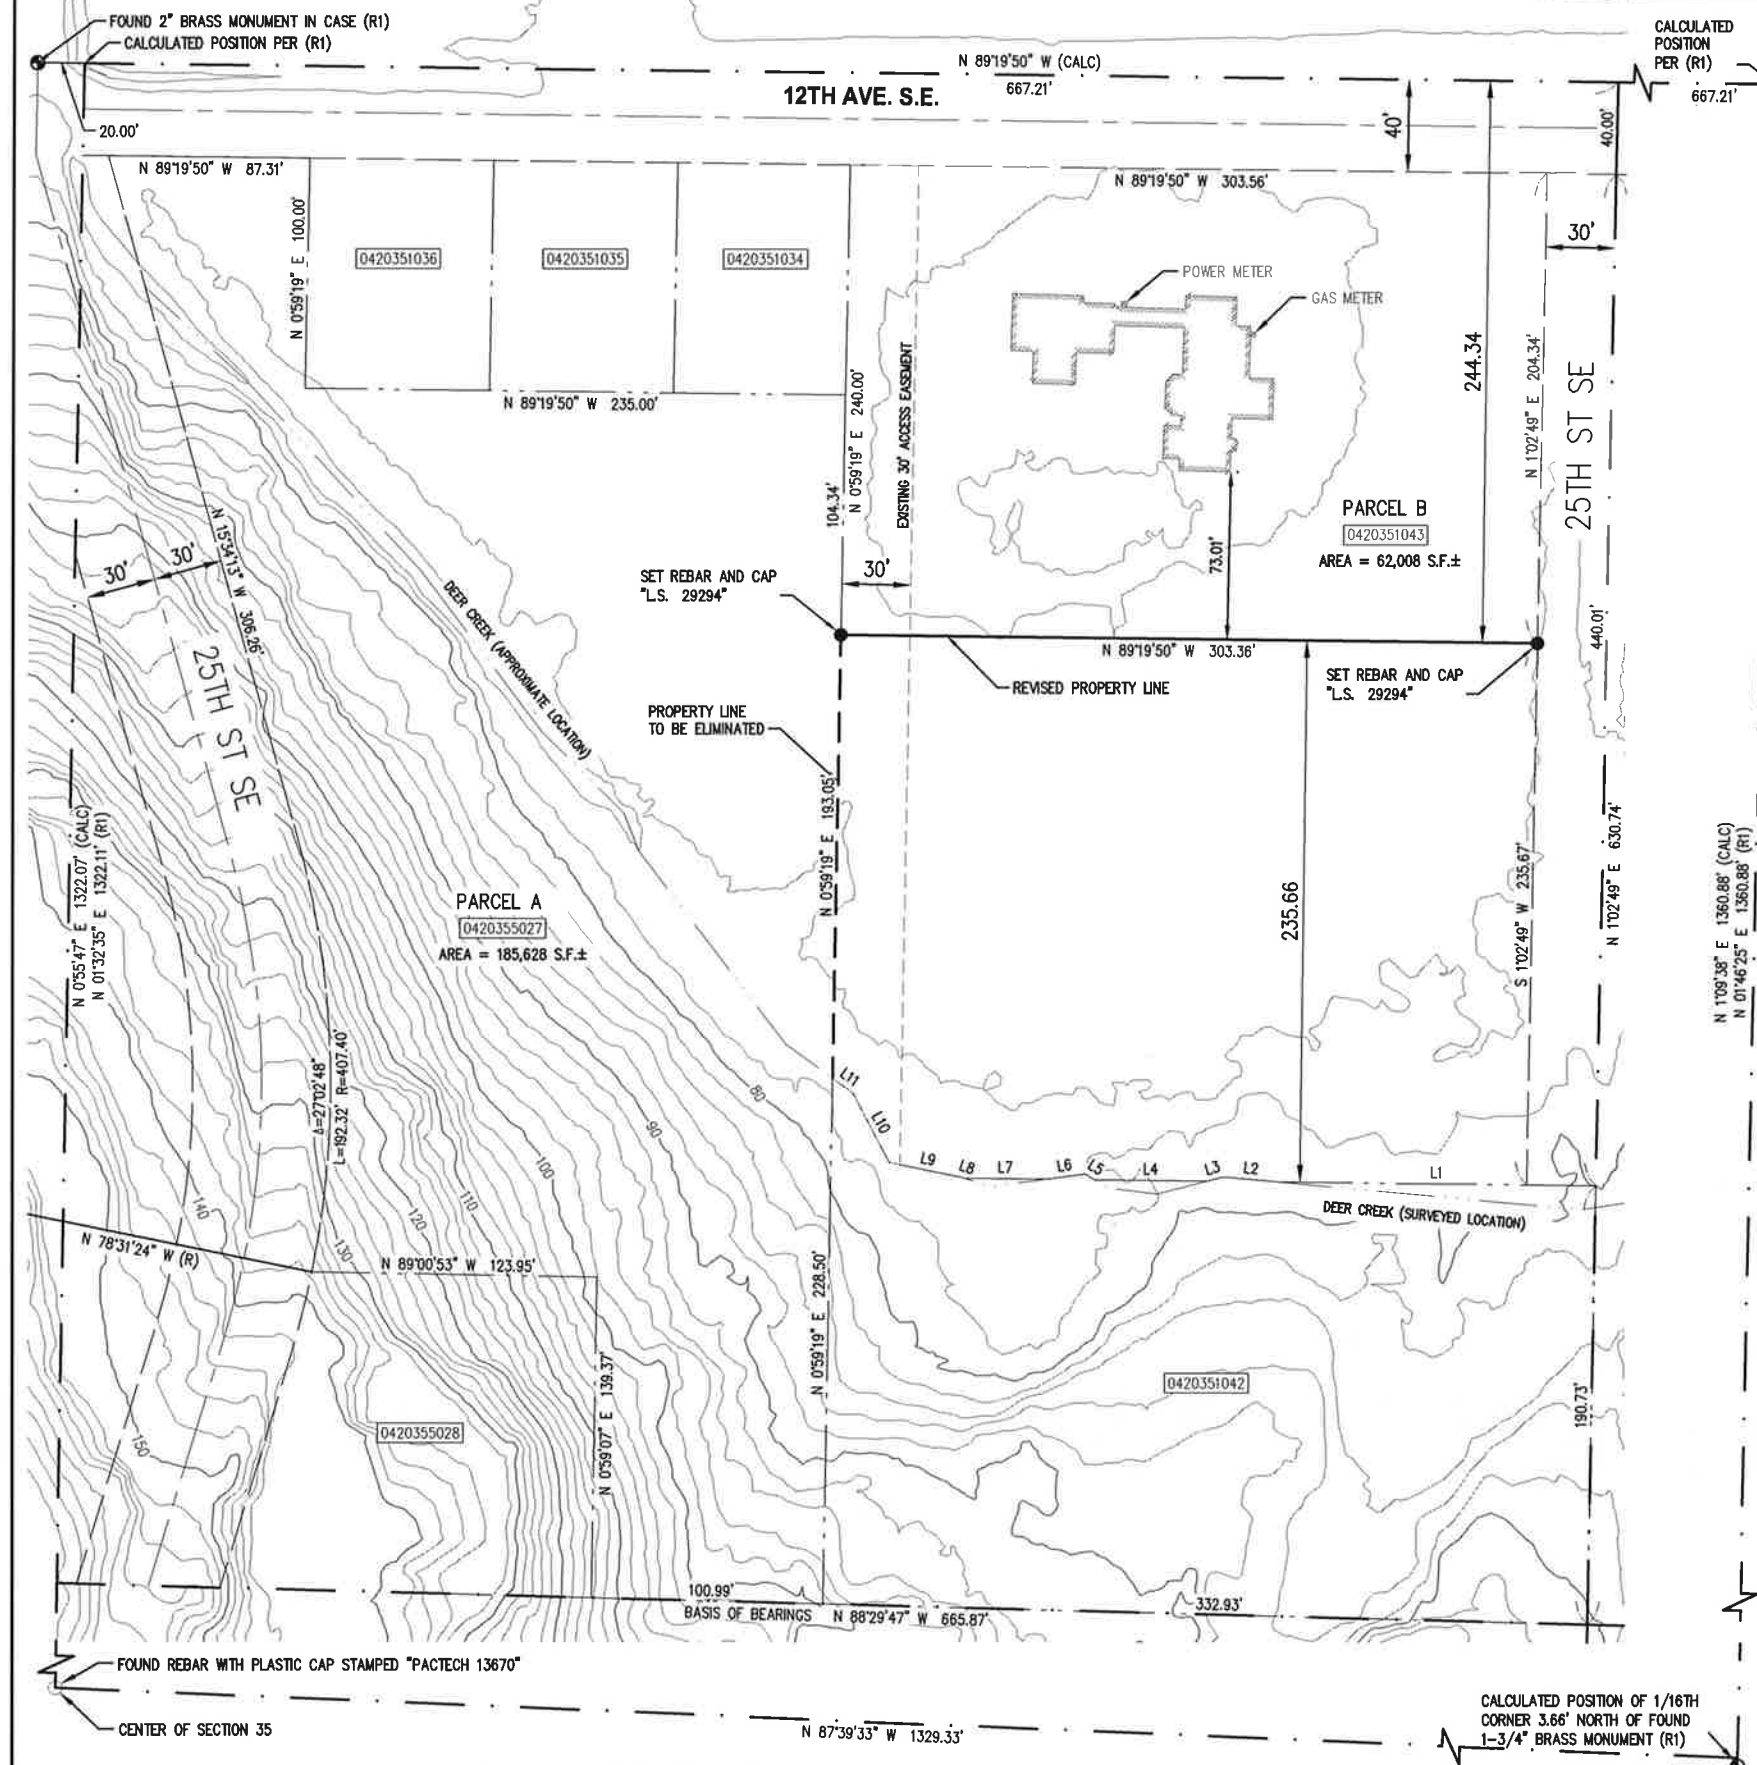 FOUND 2" BRASS MONUMENT IN CASE (R1)
CALCULATED POSITION PER (R1)
CALCULATED
POSITION
PER (R1)
N 89°19'50" W (CALC)
667.21'
667.21'
12TH AVE. S.E.
20.00'
40'
40.00'
N 89°19'50" W 87.31'
N 89°19'50" W 303.56'
N 0°59'19" E 100.00'
0420351036
0420351035
0420351034
30'
POWER METER
GAS METER
244.34
N 1°02'49" E 204.34'
25TH ST SE
N 89°19'50" W 235.00'
N 0°59'19" E 240.00'
104.34'
EXISTING 30' ACCESS EASEMENT
PARCEL B
0420351043
AREA = 62,008 S.F.±
73.01'
N 15°34'13" W 306.26'
30'
30'
DEER CREEK (APPROXIMATE LOCATION)
SET REBAR AND CAP
"L.S. 29294"
30'
440.01'
N 89°19'50" W 303.36'
REVISED PROPERTY LINE
SET REBAR AND CAP
"L.S. 29294"
25TH ST SE
PROPERTY LINE
TO BE ELIMINATED
N 0°59'19" E 193.05'
N 0°55'47" E 1322.07' (CALC)
N 01°32'35" E 1322.11' (R1)
PARCEL A
0420355027
AREA = 185,628 S.F.±
235.66
S 1°02'49" W 235.67'
N 1°02'49" E 630.74'
N 1°09'38" E 1360.88' (CALC)
N 01°46'25" E 1360.88' (R1)
Δ=27°02'48"
L=192.32' R=407.40'
L11
L10
L9
L8
L7
L6
L5
L4
L3
L2
L1
80
90
100
110
120
130
140
150
DEER CREEK (SURVEYED LOCATION)
N 78°31'24" W (R)
N 89°00'53" W 123.95'
N 0°59'19" E 228.50'
N 0°59'07" E 139.37'
0420351042
190.73'
0420355028
100.99'
BASIS OF BEARINGS N 88°29'47" W 665.87'
332.93'
FOUND REBAR WITH PLASTIC CAP STAMPED "PACTECH 13670"
CENTER OF SECTION 35
N 87°39'33" W 1329.33'
CALCULATED POSITION OF 1/16TH
CORNER 3.66' NORTH OF FOUND
1-3/4" BRASS MONUMENT (R1)